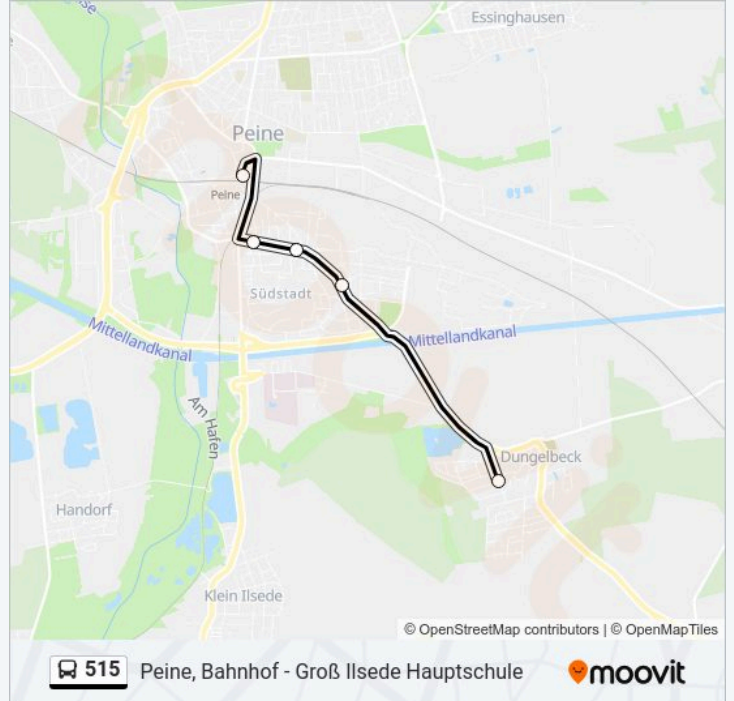 se
Essinghausen
Peine
Peine
Südstadt
Mittellandkanal
Mittellandkanal
Am Hafen
Dungelbeck
Handorf
Klein Ilsede
© OpenStreetMap contributors | © OpenMapTiles
515 Peine, Bahnhof - Groß Ilsede Hauptschule moovit